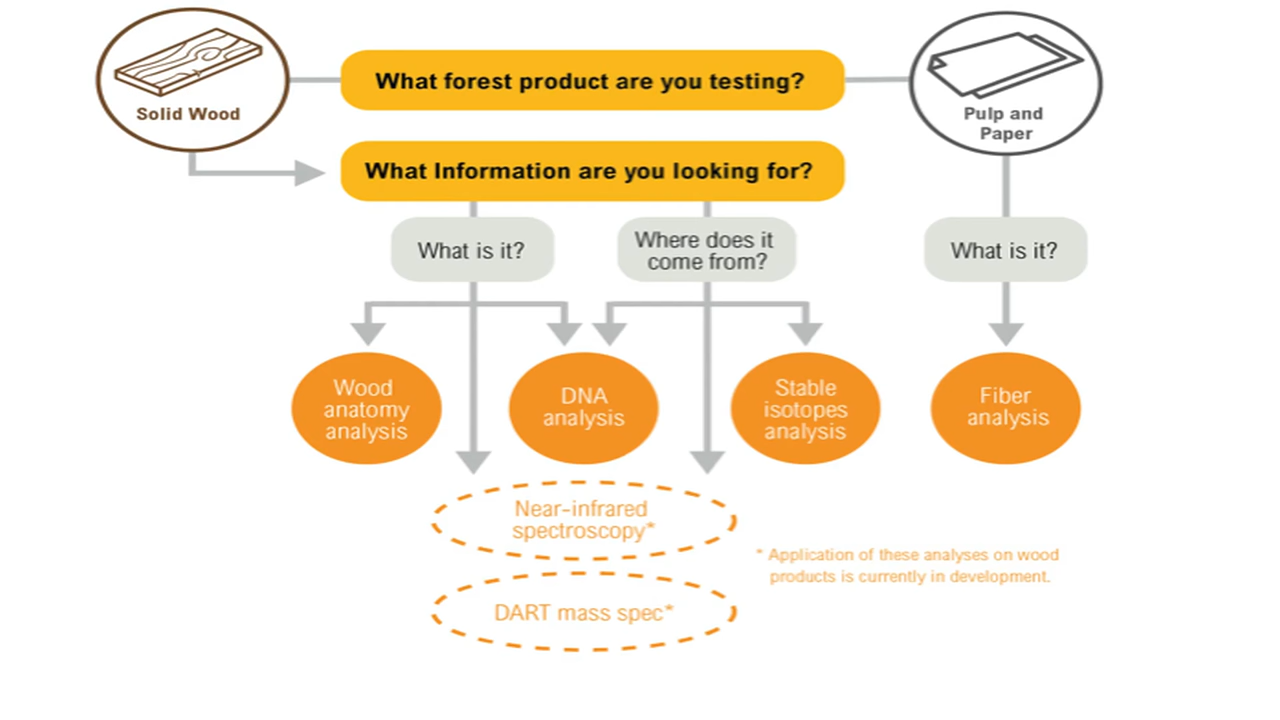 What forest product are you testing?
Solid Wood
Pulp and
Paper
What Information are you looking for?
What is it?
Where does it
come from?
What is it?
Wood
anatomy
analysis
DNA
analysis
Stable
isotopes
analysis
Fiber
analysis
Near-infrared
spectroscopy*
* Application of these analyses on wood
products is currently in development.
DART mass spec*